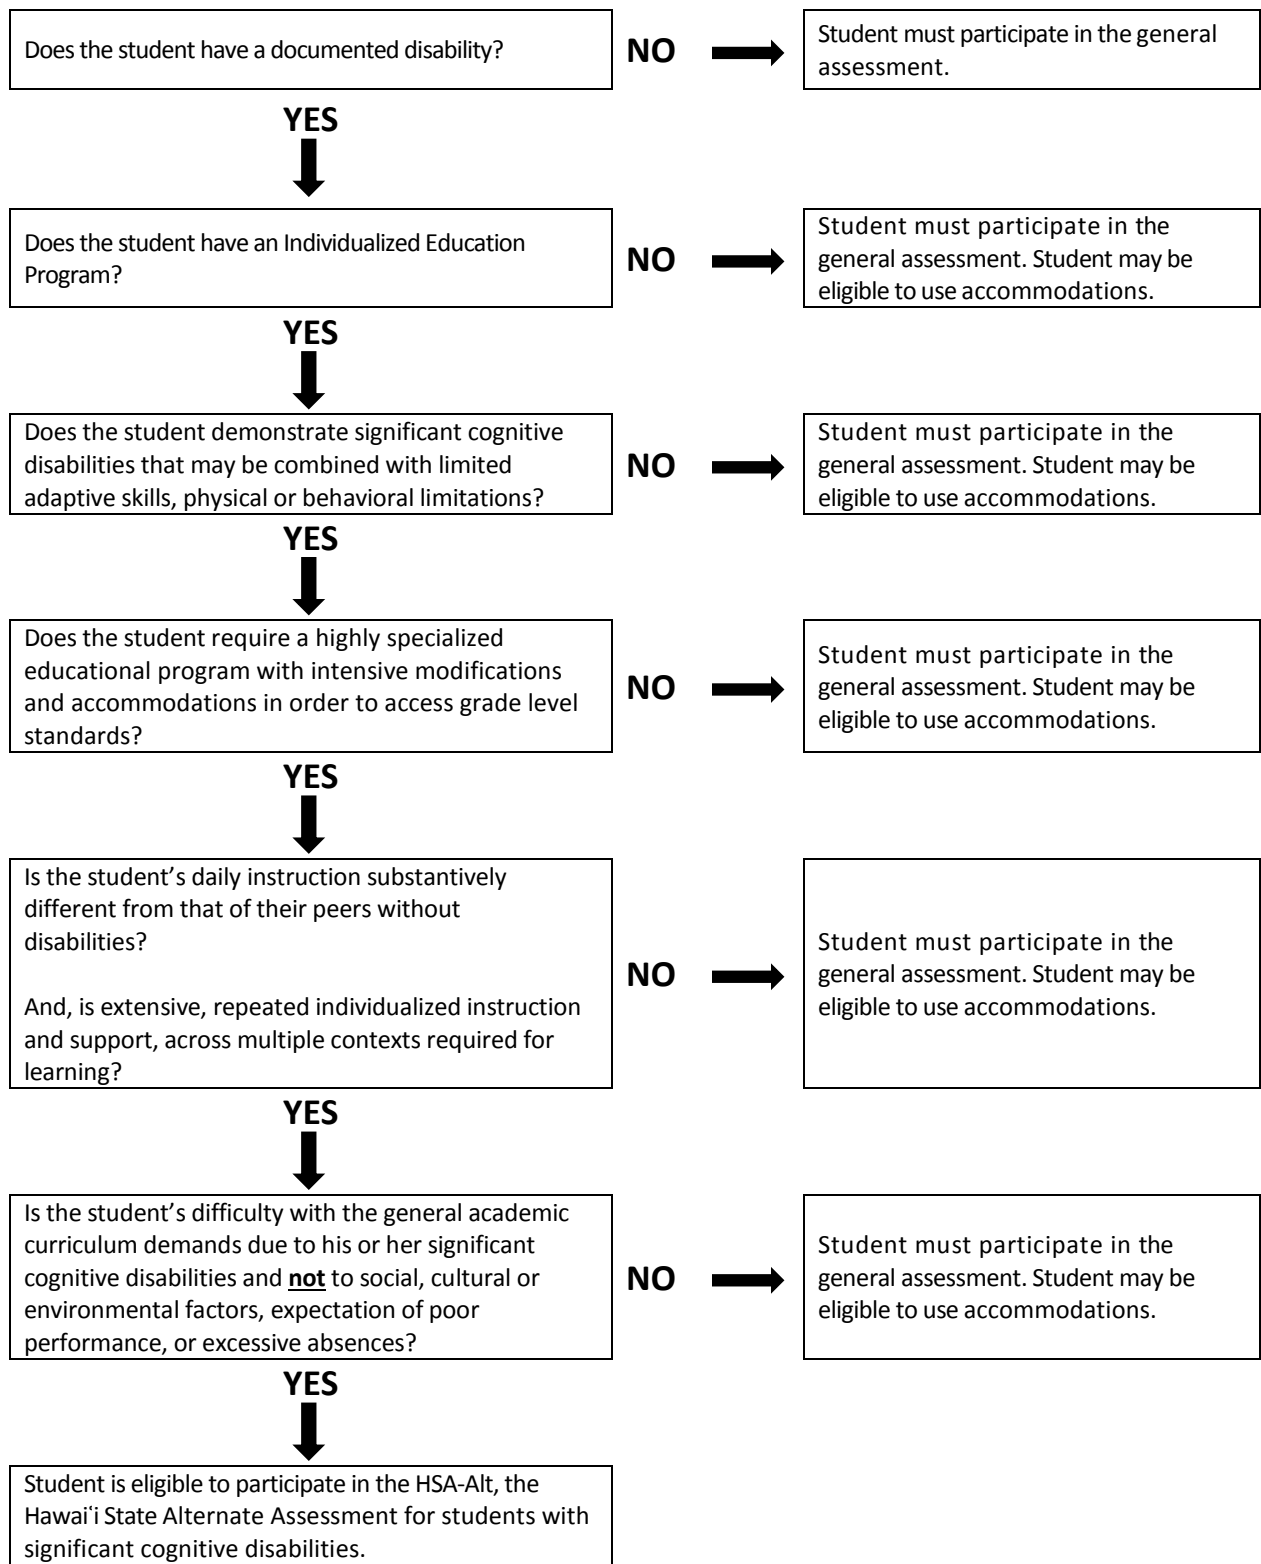 Does the student have a documented disability?
NO
Student must participate in the general
assessment.
YES
Does the student have an Individualized Education
Program?
NO
Student must participate in the
general assessment. Student may be
eligible to use accommodations.
YES
Does the student demonstrate significant cognitive
disabilities that may be combined with limited
adaptive skills, physical or behavioral limitations?
NO
Student must participate in the
general assessment. Student may be
eligible to use accommodations.
YES
Does the student require a highly specialized
educational program with intensive modifications
and accommodations in order to access grade level
standards?
NO
Student must participate in the
general assessment. Student may be
eligible to use accommodations.
YES
Is the student’s daily instruction substantively
different from that of their peers without
disabilities?
And, is extensive, repeated individualized instruction
and support, across multiple contexts required for
learning?
NO
Student must participate in the
general assessment. Student may be
eligible to use accommodations.
YES
Is the student’s difficulty with the general academic
curriculum demands due to his or her significant
cognitive disabilities and not to social, cultural or
environmental factors, expectation of poor
performance, or excessive absences?
NO
Student must participate in the
general assessment. Student may be
eligible to use accommodations.
YES
Student is eligible to participate in the HSA-Alt, the
Hawaiʻi State Alternate Assessment for students with
significant cognitive disabilities.